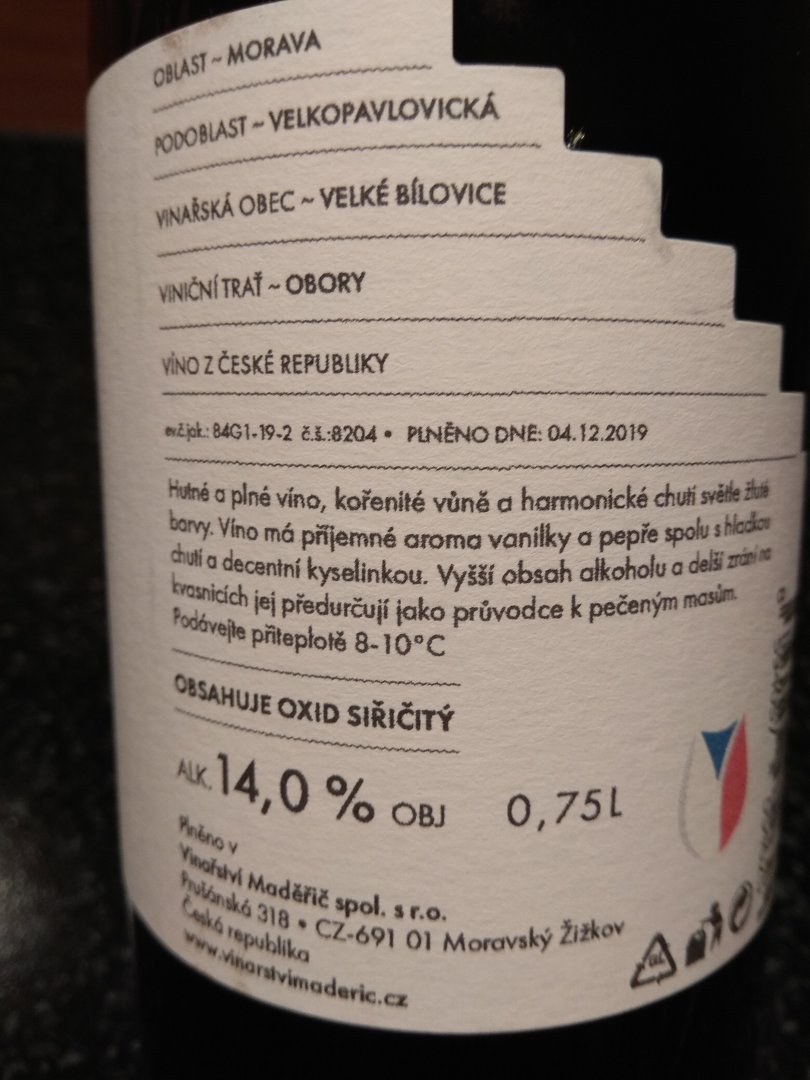 OBLAST ~ MORAVA
PODOBLAST ~ VELKOPAVLOVICKÁ
VINAŘSKÁ OBEC ~ VELKÉ BÍLOVICE
VINIČNÍ TRAŤ ~ OBORY
VÍNO Z ČESKÉ REPUBLIKY
ev.č.jak.: 84G1-19-2 č.š.:8204 • PLNĚNO DNE: 04.12.2019
Hutné a plné víno, kořenité vůně a harmonické chuti světle žluté
barvy. Víno má příjemné aroma vanilky a pepře spolu s hladkou
chutí a decentní kyselinkou. Vyšší obsah alkoholu a delší zrání na
kvasnicích jej předurčují jako průvodce k pečeným masům.
Podávejte přiteplotě 8-10°C
OBSAHUJE OXID SIŘIČITÝ
ALK. 14,0 % OBJ 0,75L
Plněno v
Vinařství Maděřič spol. s r.o.
Prušánská 318 • CZ-691 01 Moravský Žižkov
Česká republika
www.vinarstvimaderic.cz
GL